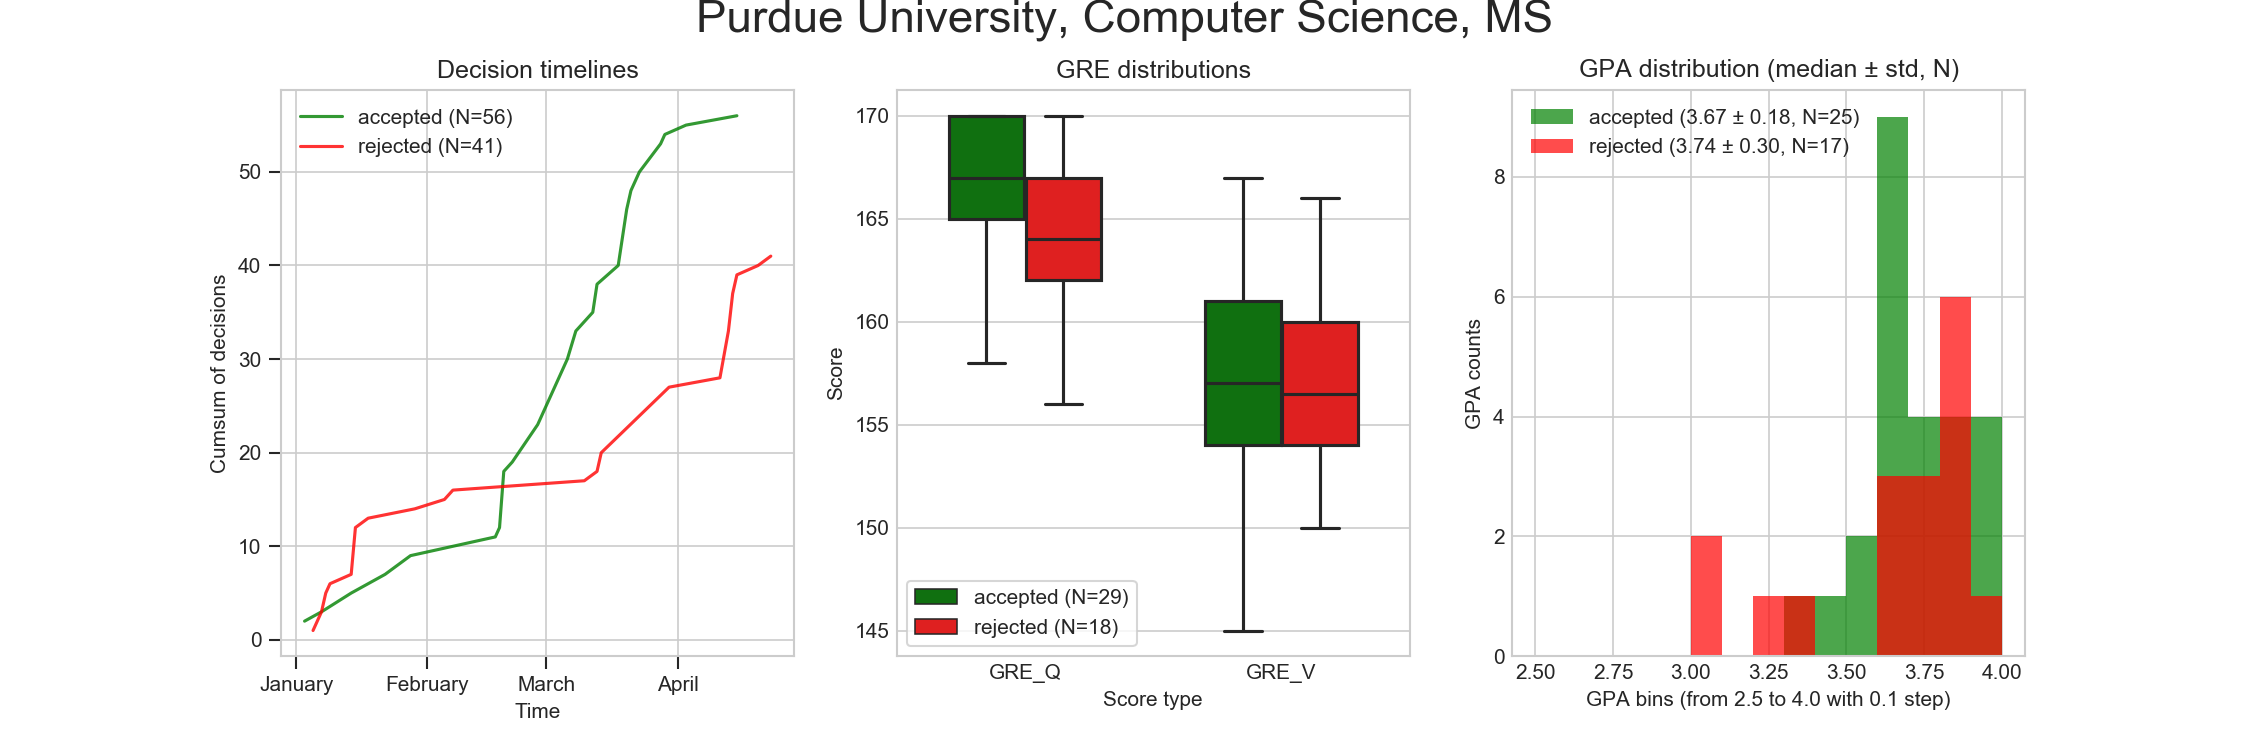 Purdue University, Computer Science, MS
Decision timelines
accepted (N=56)
rejected (N=41)
50
40
30
20
10
0
Cumsum of decisions
January February March April
Time
GRE distributions
170
165
160
155
150
145
Score
accepted (N=29)
rejected (N=18)
GRE_Q GRE_V
Score type
GPA distribution (median ± std, N)
accepted (3.67 ± 0.18, N=25)
rejected (3.74 ± 0.30, N=17)
8
6
4
2
0
GPA counts
2.50 2.75 3.00 3.25 3.50 3.75 4.00
GPA bins (from 2.5 to 4.0 with 0.1 step)